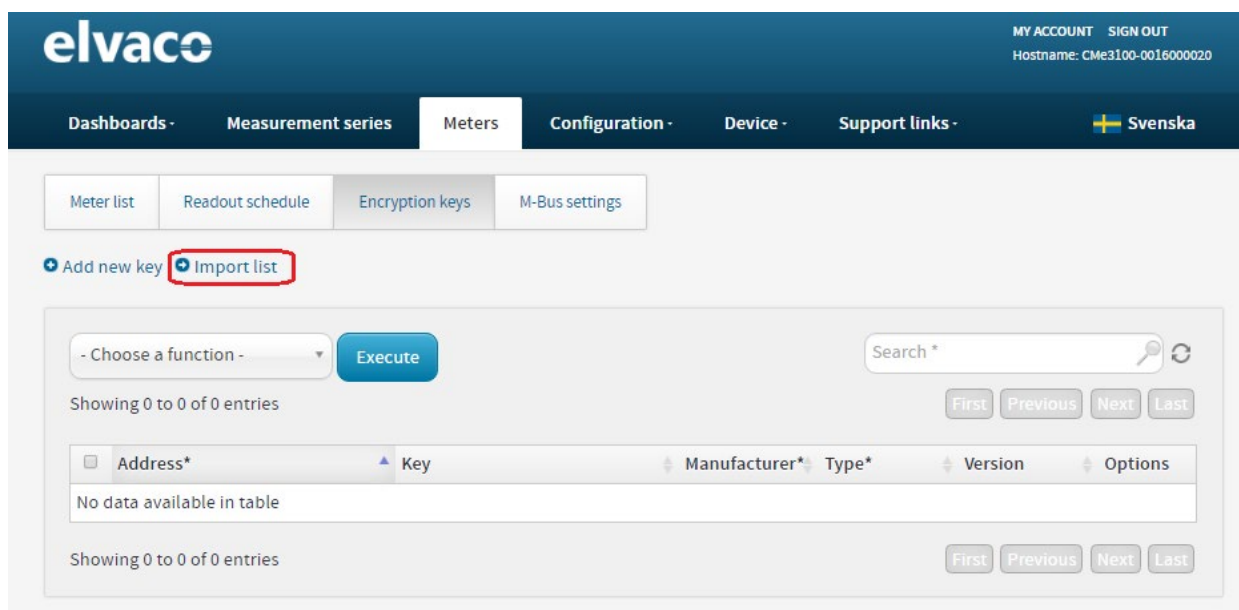 elvaco
MY ACCOUNT SIGN OUT
Hostname: CMe3100-0016000020
Dashboards Measurement series Meters Configuration Device Support links Svenska
Meter list Readout schedule Encryption keys M-Bus settings
Add new key Import list
- Choose a function - Execute Search *
Showing 0 to 0 of 0 entries First Previous Next Last
Address* Key Manufacturer* Type* Version Options
No data available in table
Showing 0 to 0 of 0 entries First Previous Next Last